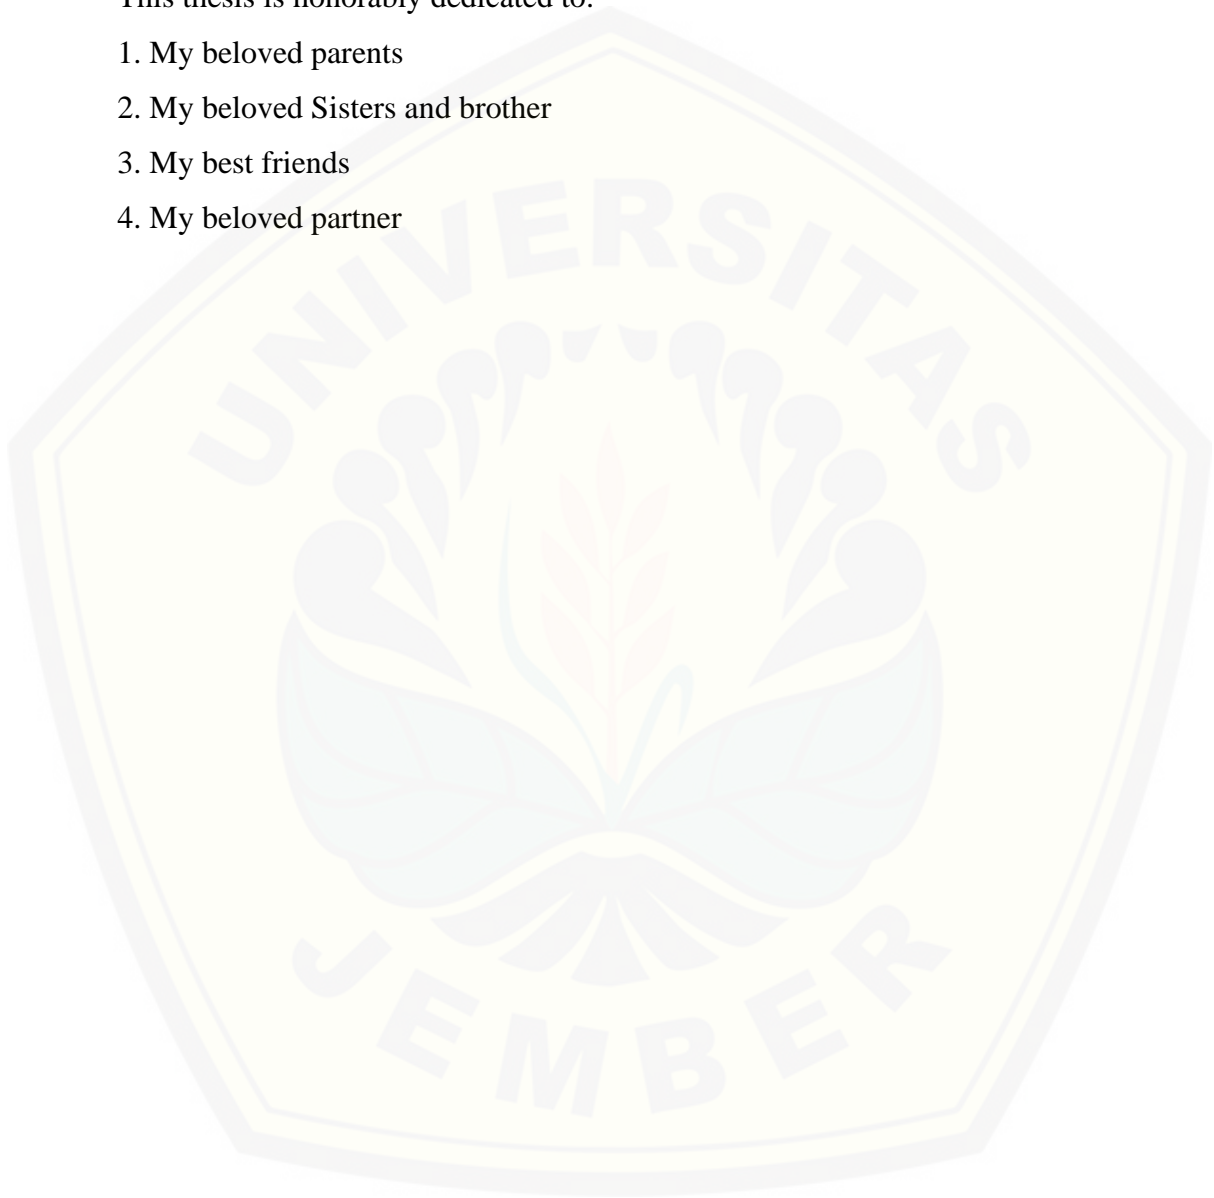 This thesis is honorably dedicated to:
1. My beloved parents
2. My beloved Sisters and brother
3. My best friends
4. My beloved partner
UNIVERSITAS
JEMBER